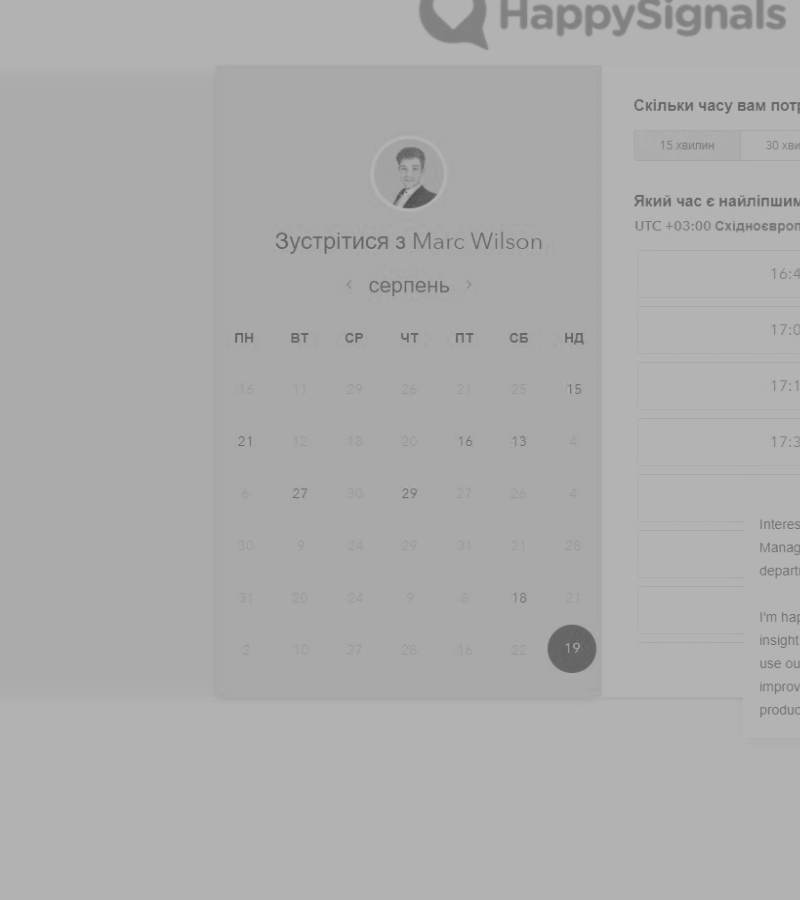 HappySignals
Зустрітися з Marc Wilson
серпень
ПН ВТ СР ЧТ ПТ СБ НД
16 11 29 26 21 25 15
21 12 18 20 16 13 4
6 27 30 29 27 26 4
30 9 24 29 31 21 28
31 20 24 9 8 18 21
2 10 27 28 16 22 19
Скільки часу вам потр
15 хвилин 30 хви
Який час є найліпшим
UTC +03:00 Східноєвроп
16:4
17:0
17:1
17:3
Interes
Manag
depart
I'm hap
insight
use ou
improv
produc